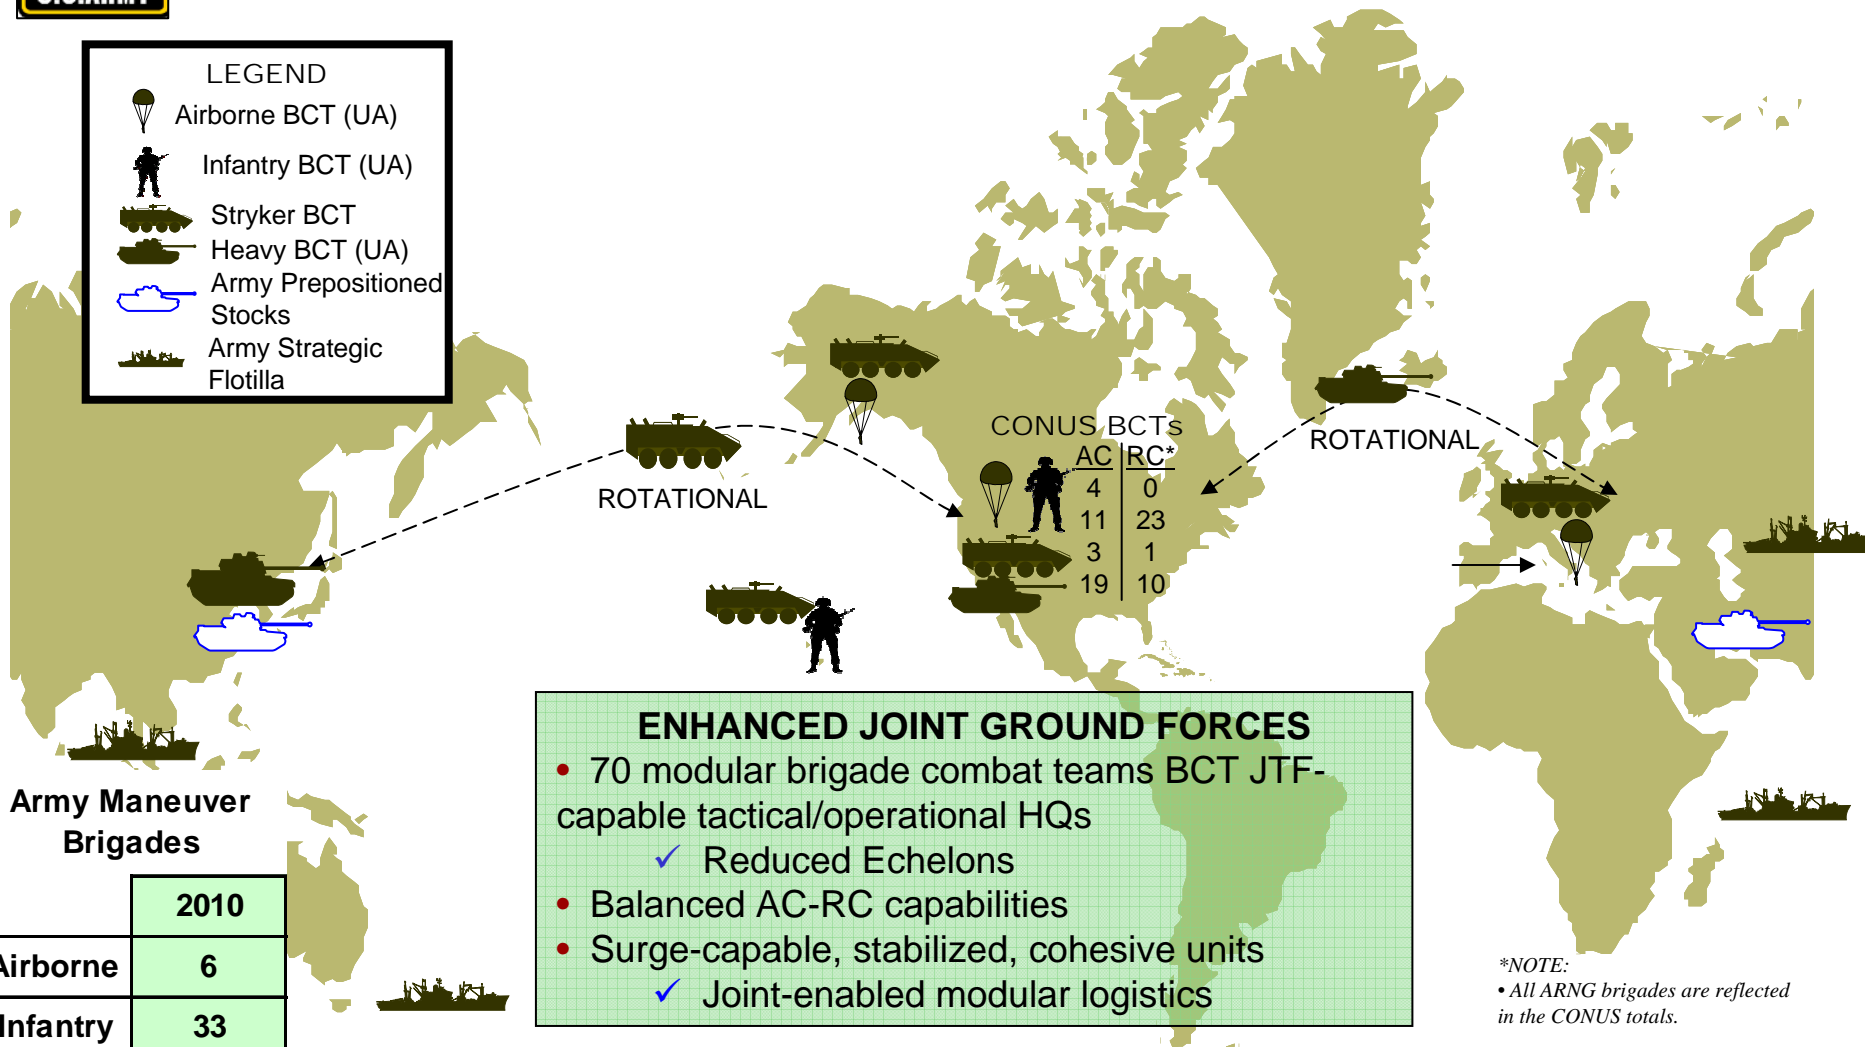 U.S.ARMY
LEGEND
Airborne BCT (UA)
Infantry BCT (UA)
Stryker BCT
Heavy BCT (UA)
Army Prepositioned
Stocks
Army Strategic
Flotilla
ROTATIONAL
CONUS BCTs
AC RC*
4 0
11 23
3 1
19 10
ROTATIONAL
ENHANCED JOINT GROUND FORCES
• 70 modular brigade combat teams BCT JTF-
capable tactical/operational HQs
✓ Reduced Echelons
• Balanced AC-RC capabilities
• Surge-capable, stabilized, cohesive units
✓ Joint-enabled modular logistics
Army Maneuver
Brigades
2010
Airborne 6
Infantry 33
*NOTE:
• All ARNG brigades are reflected
in the CONUS totals.